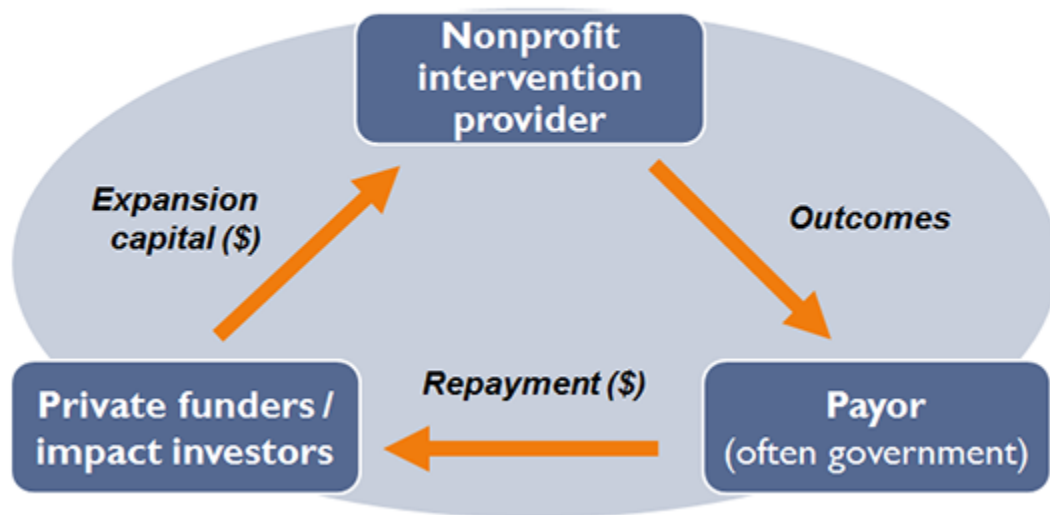 Nonprofit
intervention
provider
Expansion
capital ($)
Outcomes
Repayment ($)
Private funders /
impact investors
Payor
(often government)